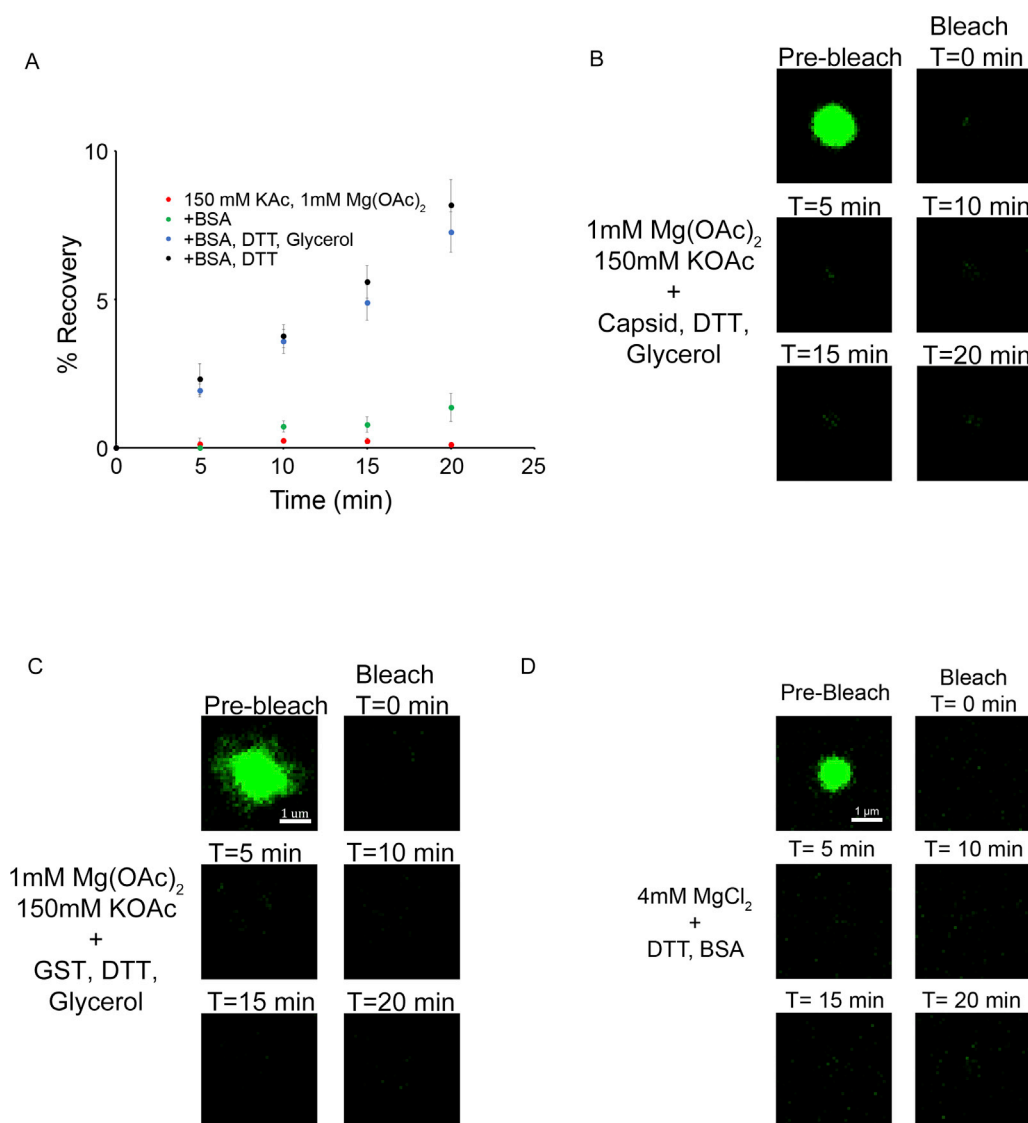 A
10
5
0
% Recovery
150 mM KAc, 1mM Mg(OAc)₂
+BSA
+BSA, DTT, Glycerol
+BSA, DTT
0 5 10 15 20 25
Time (min)
B
Bleach
Pre-bleach T=0 min
T=5 min T=10 min
1mM Mg(OAc)₂
150mM KOAc
+
Capsid, DTT,
Glycerol
T=15 min T=20 min
C
Bleach
Pre-bleach T=0 min
1 um
T=5 min T=10 min
1mM Mg(OAc)₂
150mM KOAc
+
GST, DTT,
Glycerol
T=15 min T=20 min
D
Bleach
Pre-Bleach T= 0 min
1 µm
T= 5 min T= 10 min
4mM MgCl₂
+
DTT, BSA
T= 15 min T= 20 min